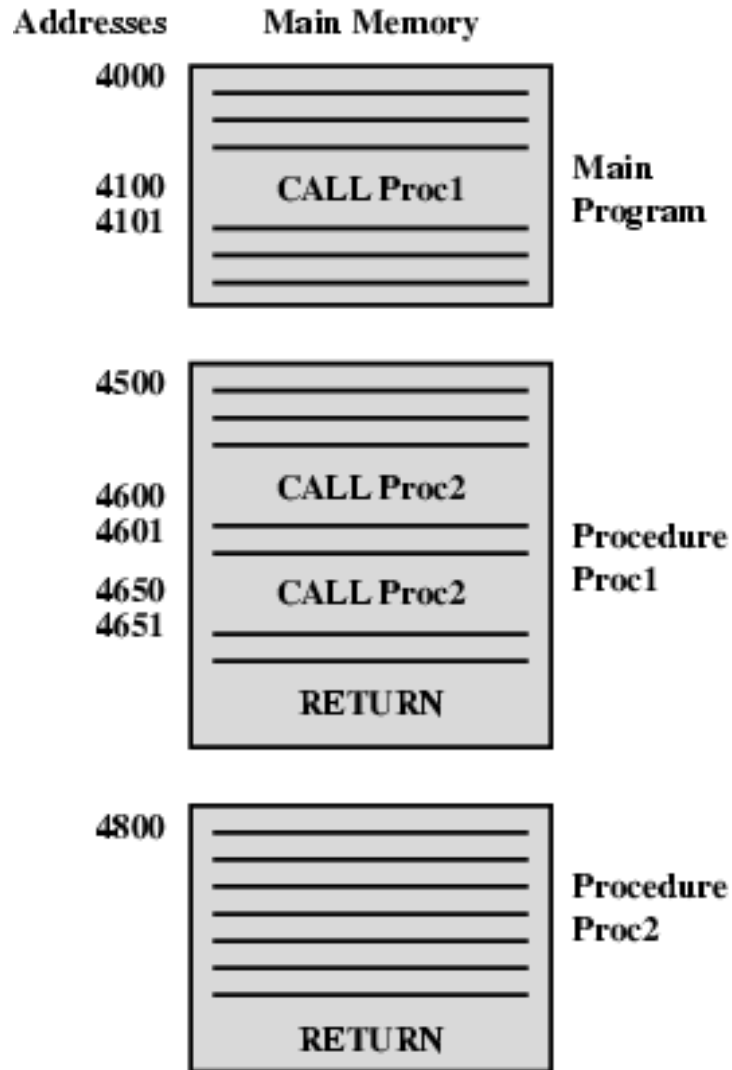 Addresses Main Memory
4000
4100 CALL Proc1
4101
Main
Program
4500
4600 CALL Proc2
4601
4650 CALL Proc2
4651
Procedure
Proc1
RETURN
4800
Procedure
Proc2
RETURN